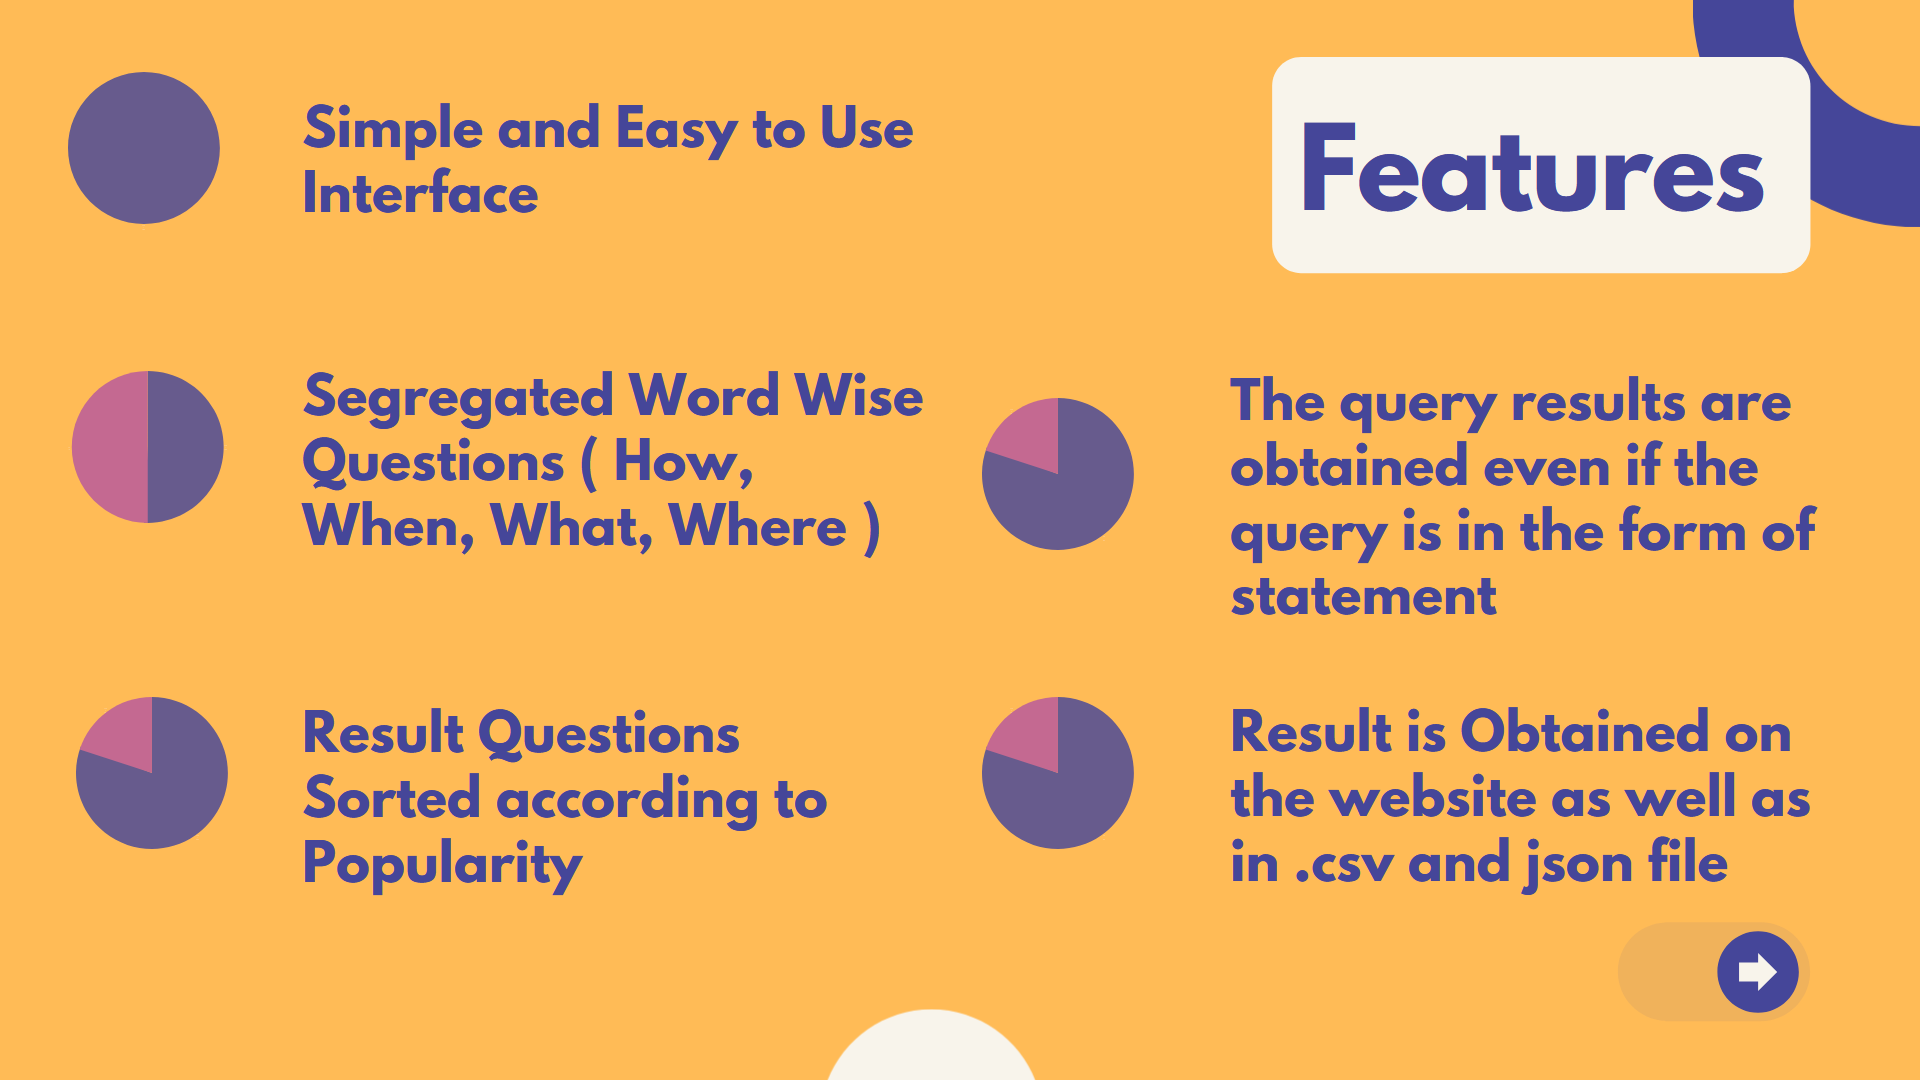 Features
Simple and Easy to Use
Interface
Segregated Word Wise
Questions ( How,
When, What, Where )
Result Questions
Sorted according to
Popularity
The query results are
obtained even if the
query is in the form of
statement
Result is Obtained on
the website as well as
in .csv and json file